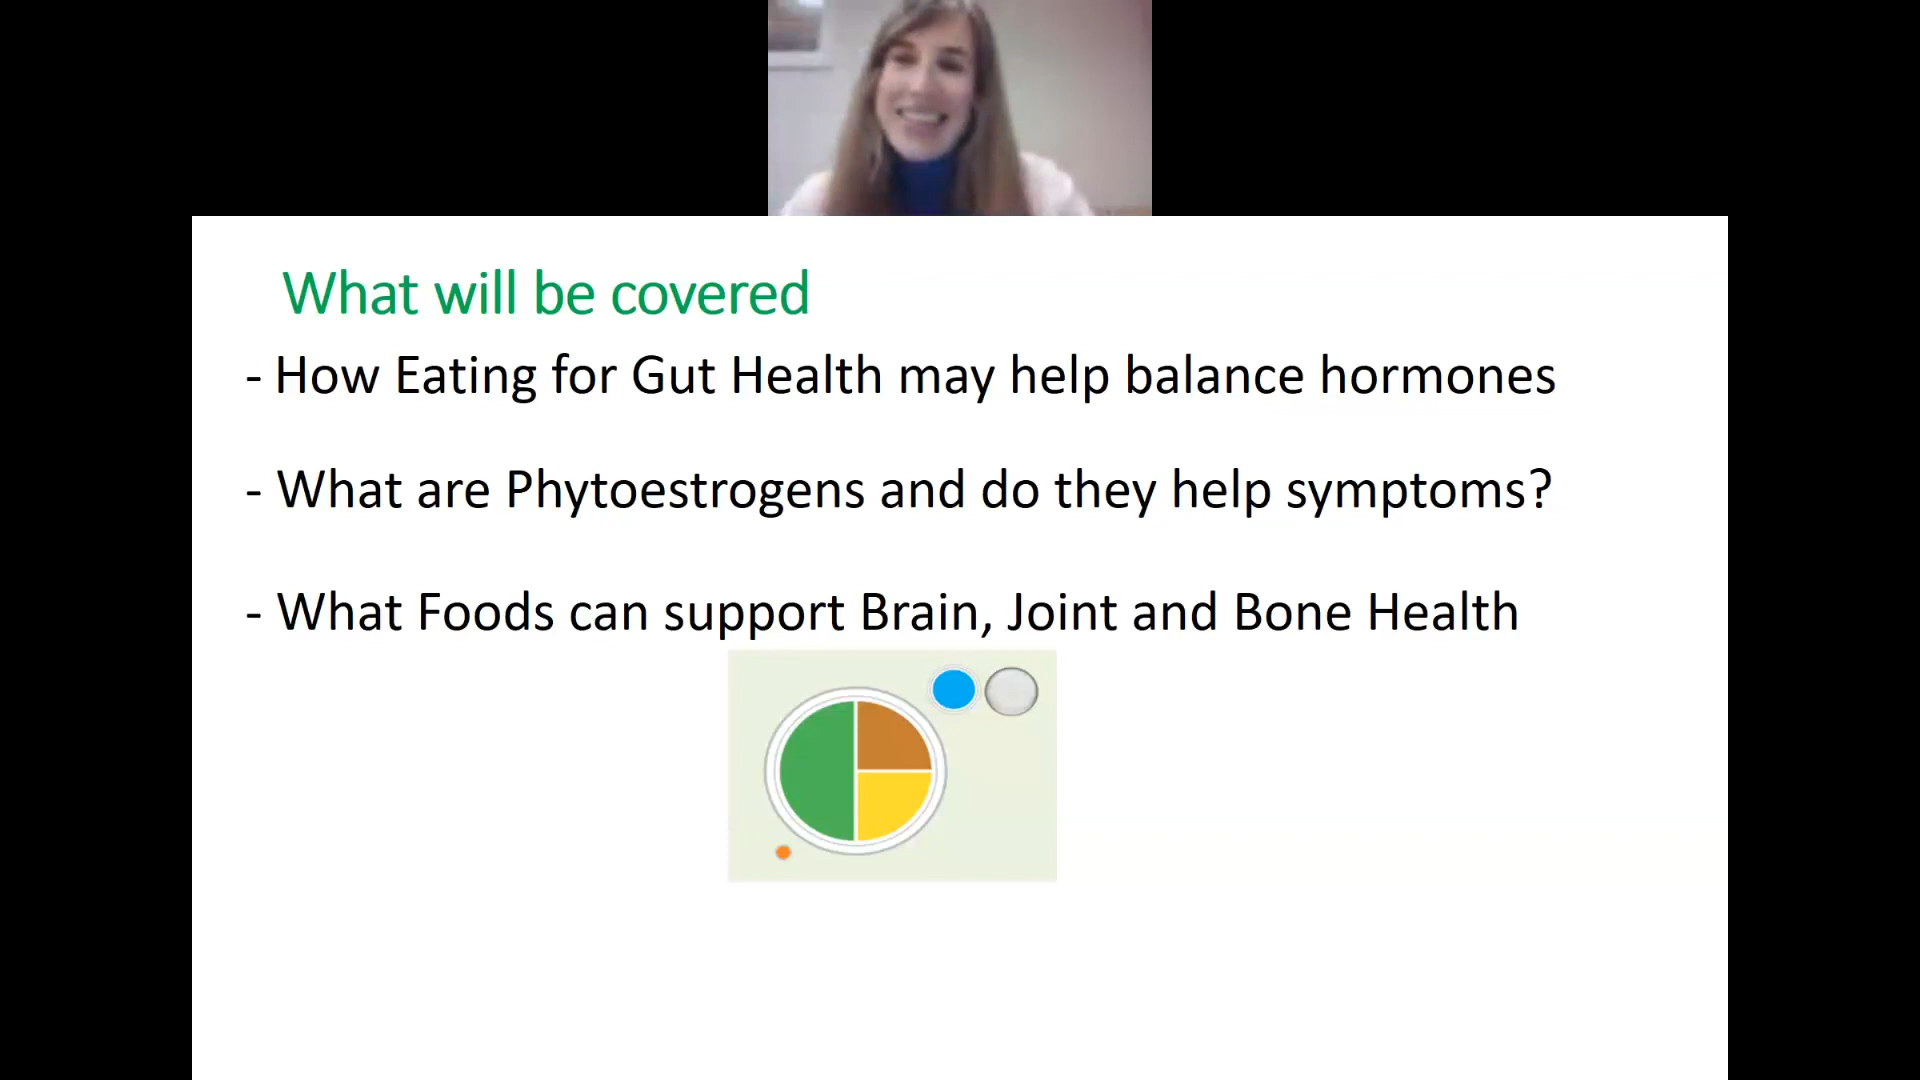 What will be covered
- How Eating for Gut Health may help balance hormones
- What are Phytoestrogens and do they help symptoms?
- What Foods can support Brain, Joint and Bone Health